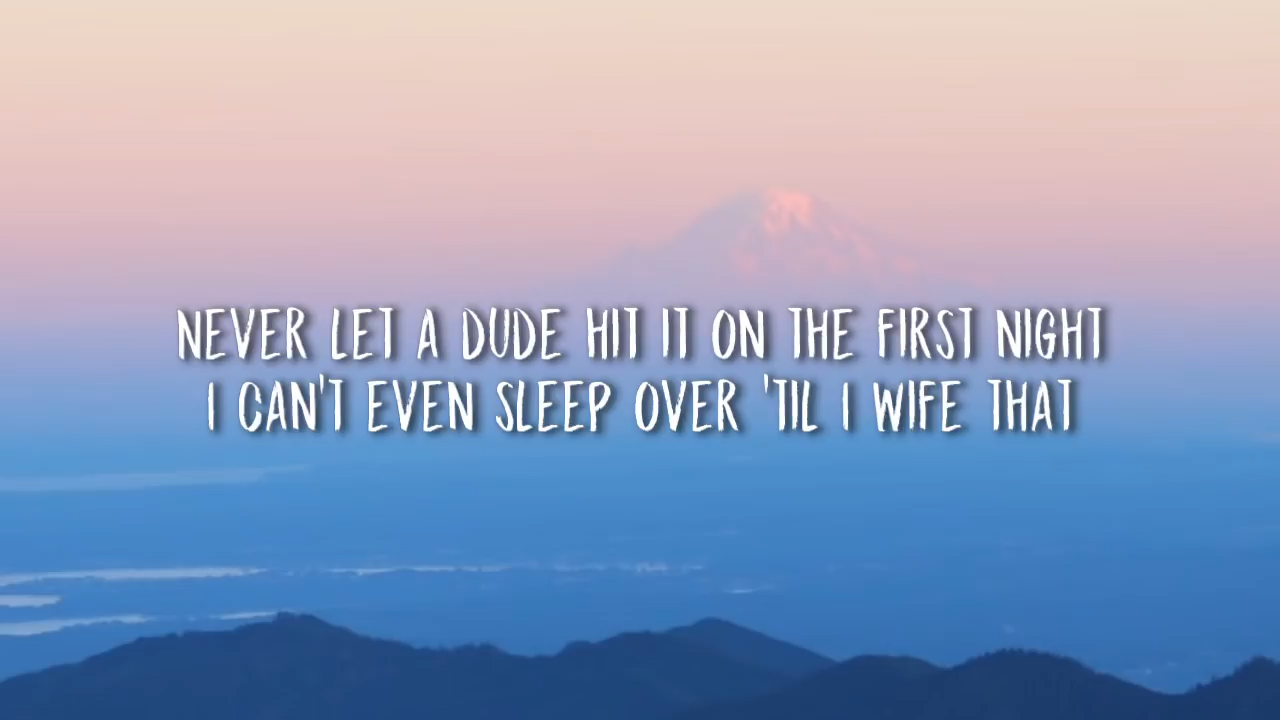 NEVER LET A DUDE HIT IT ON THE FIRST NIGHT
I CAN'T EVEN SLEEP OVER 'TIL I WIFE THAT